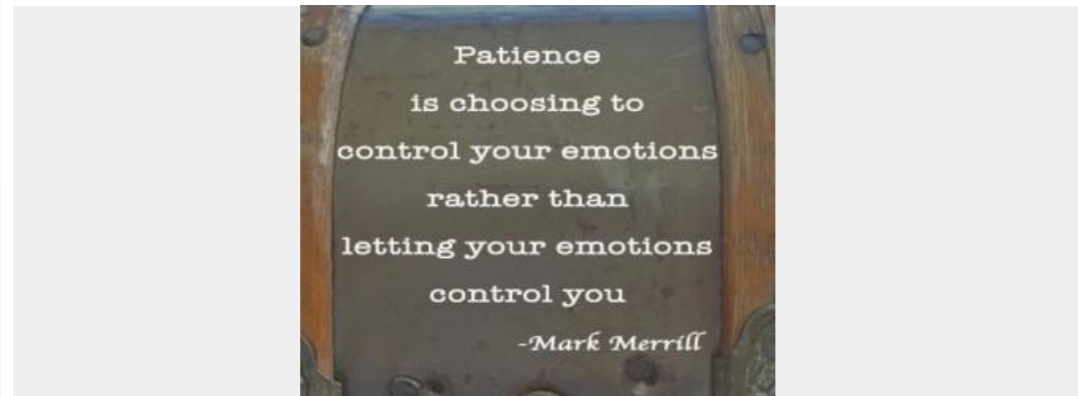 Patience
is choosing to
control your emotions
rather than
letting your emotions
control you
-Mark Merrill